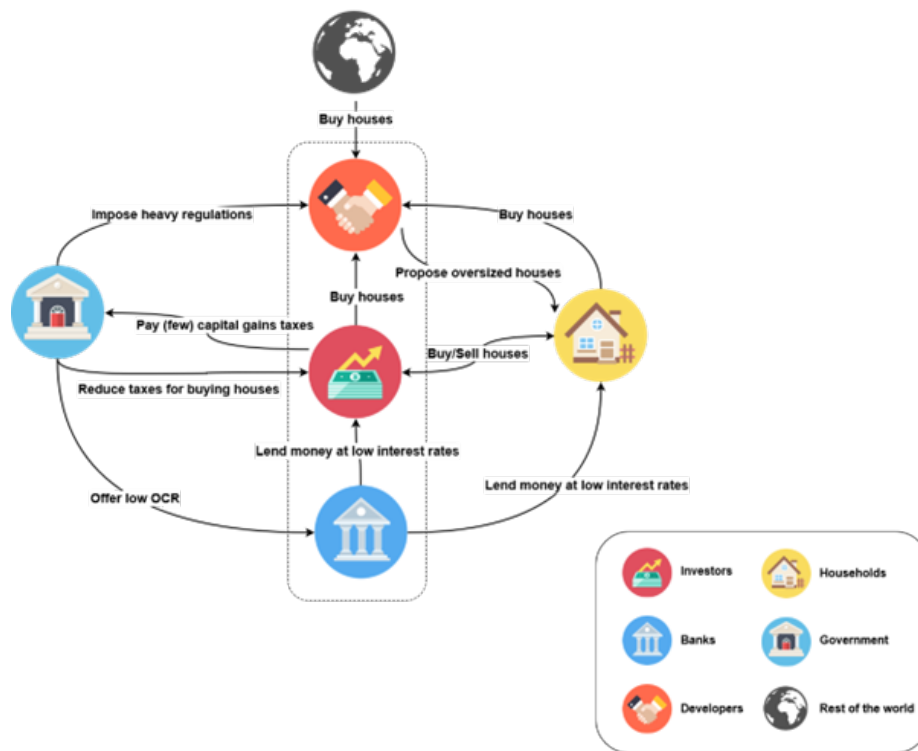 Buy houses
Impose heavy regulations
Buy houses
Propose oversized houses
Buy houses
Pay (few) capital gains taxes
Buy/Sell houses
Reduce taxes for buying houses
Lend money at low interest rates
Lend money at low interest rates
Offer low OCR
Investors
Households
Banks
Government
Developers
Rest of the world